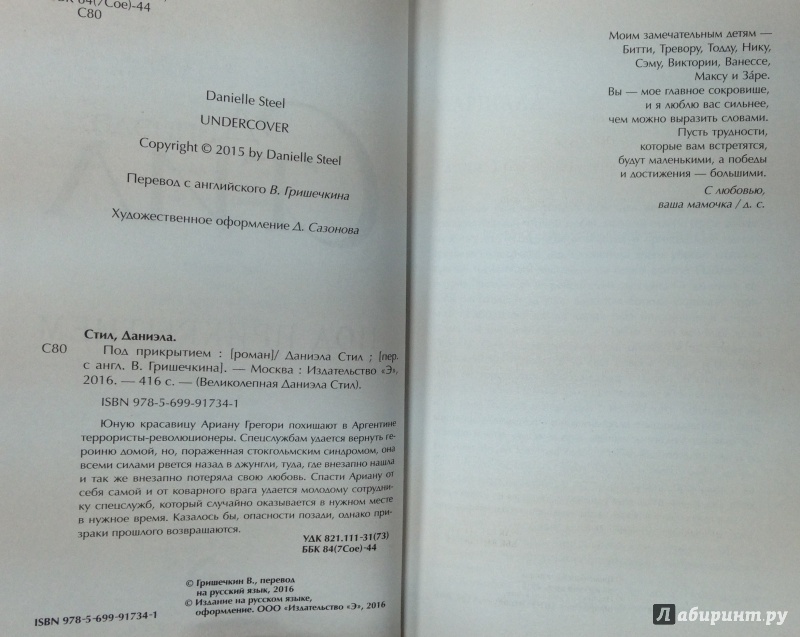 ББК 84(7Сое)-44
С80
Danielle Steel
UNDERCOVER
Copyright © 2015 by Danielle Steel
Перевод с английского В. Гришечкина
Художественное оформление Д. Сазонова
Стил, Даниэла.
С80
Под прикрытием : [роман]/ Даниэла Стил ; [пер.
с англ. В. Гришечкина]. — Москва : Издательство «Э»,
2016. — 416 с. — (Великолепная Даниэла Стил).
ISBN 978-5-699-91734-1
Юную красавицу Ариану Грегори похищают в Аргентине
террористы-революционеры. Спецслужбам удается вернуть ге-
роиню домой, но, пораженная стокгольмским синдромом, она
всеми силами рвется назад в джунгли, туда, где внезапно нашла
и так же внезапно потеряла свою любовь. Спасти Ариану от
себя самой и от коварного врага удается молодому сотрудни-
ку спецслужб, который случайно оказывается в нужном месте
в нужное время. Казалось бы, опасности позади, однако при-
зраки прошлого возвращаются.
УДК 821.111-31(73)
ББК 84(7Сое)-44
© Гришечкин В., перевод
на русский язык, 2016
© Издание на русском языке,
оформление. ООО «Издательство «Э», 2016
ISBN 978-5-699-91734-1
Моим замечательным детям —
Битти, Тревору, Тодду, Нику,
Сэму, Виктории, Ванессе,
Максу и Зáре.
Вы — мое главное сокровище,
и я люблю вас сильнее,
чем можно выразить словами.
Пусть трудности,
которые вам встретятся,
будут маленькими, а победы
и достижения — большими.
С любовью,
ваша мамочка / д. с.
Лабиринт.ру